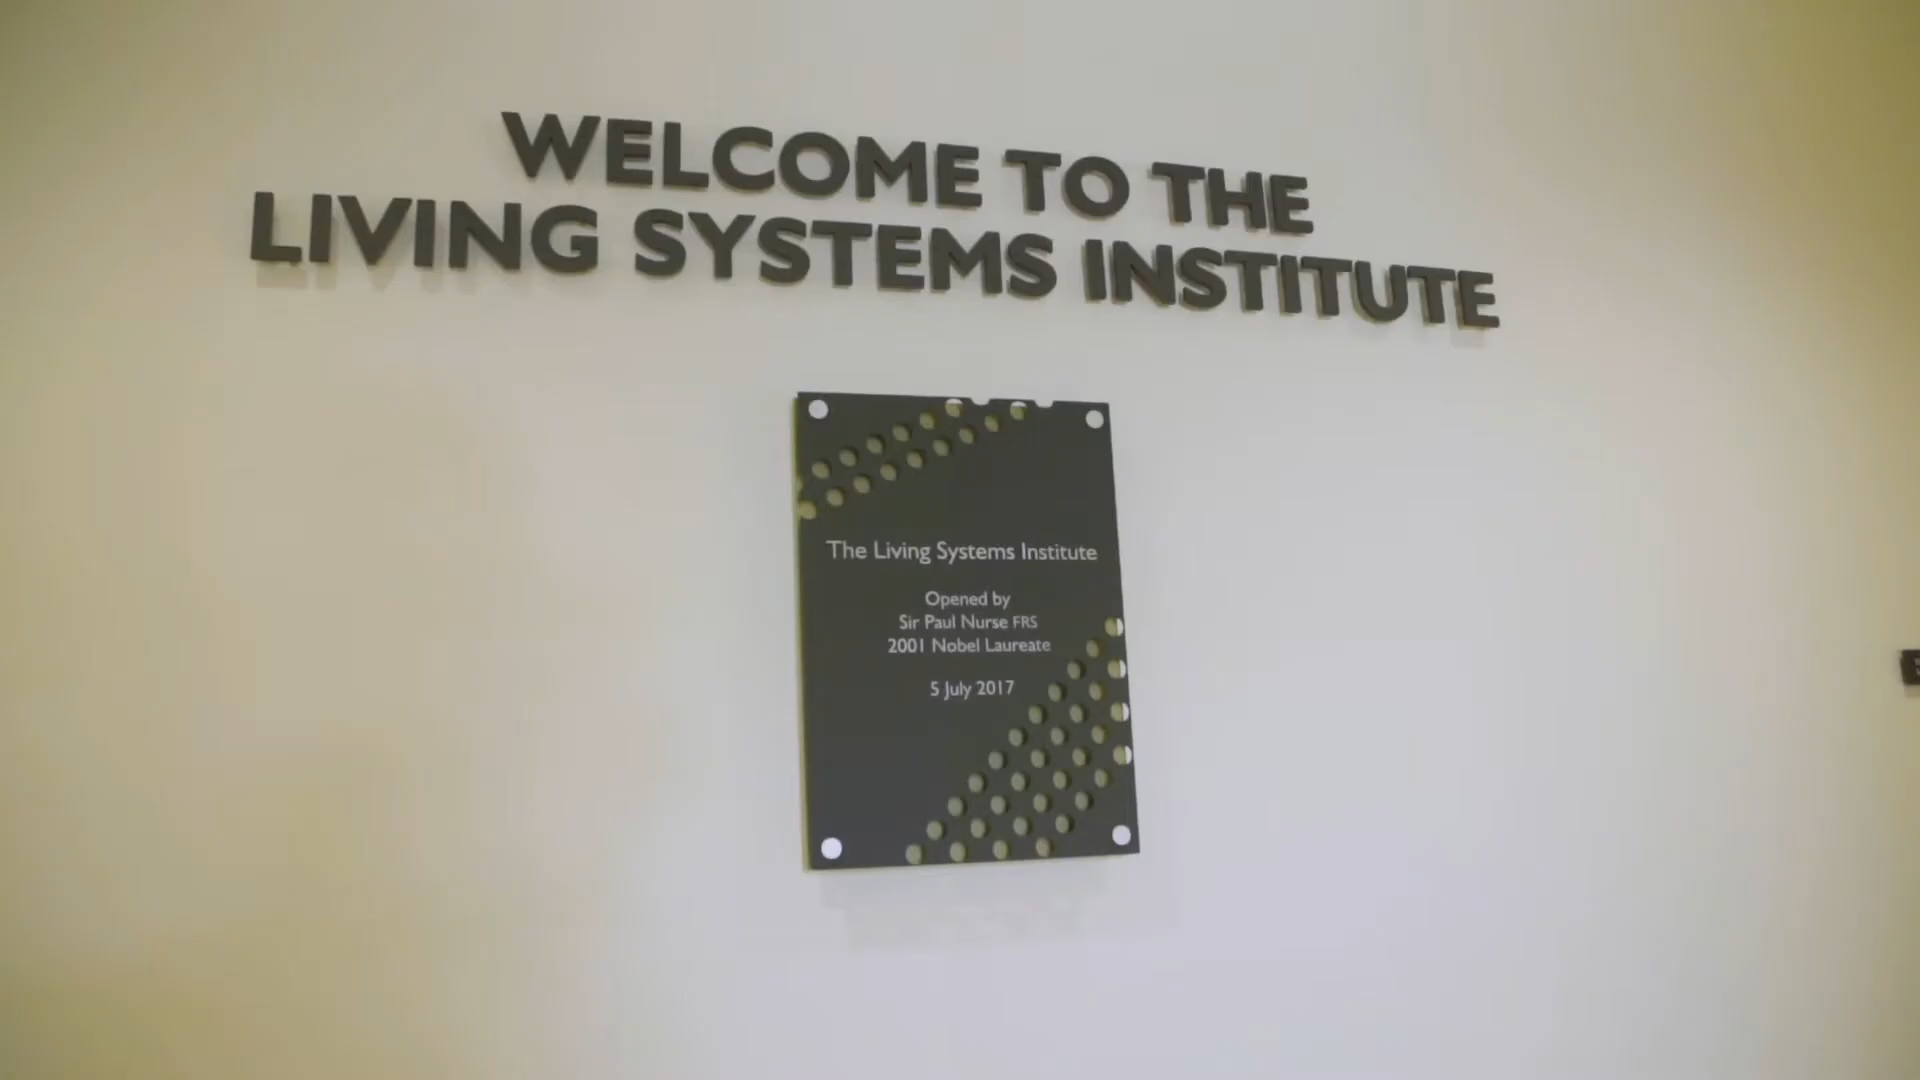 WELCOME TO THE
LIVING SYSTEMS INSTITUTE
The Living Systems Institute
Opened by
Sir Paul Nurse FRS
2001 Nobel Laureate
5 July 2017